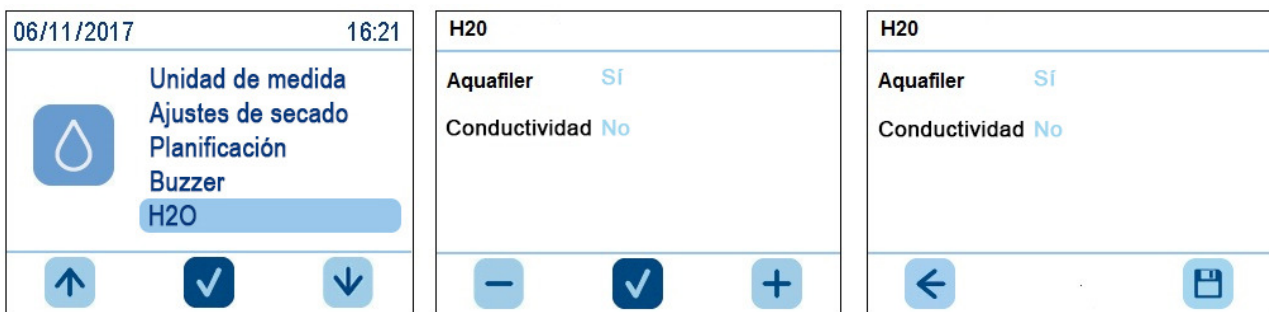 06/11/2017 16:21
Unidad de medida
Ajustes de secado
Planificación
Buzzer
H2O
H20
Aquafiler Sí
Conductividad No
H20
Aquafiler Sí
Conductividad No